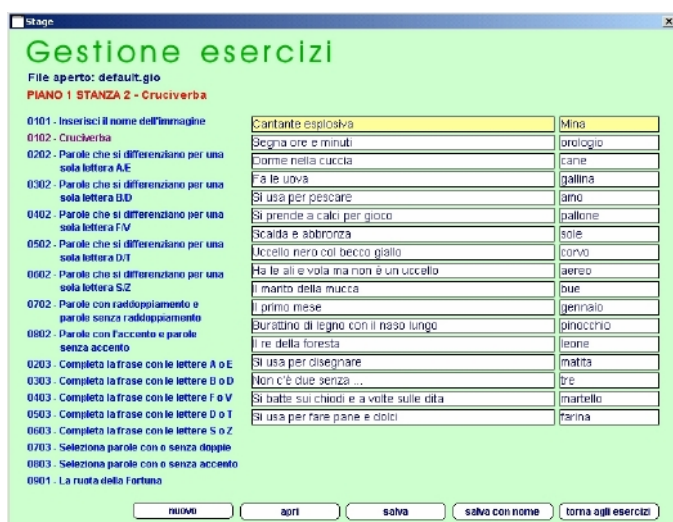 Stage
Gestione esercizi
File aperto: default.gio
PIANO 1 STANZA 2 - Cruciverba
0101 - Inserisci il nome dell'immagine
0102 - Cruciverba
0202 - Parole che si differenziano per una
sola lettera A/E
0302 - Parole che si differenziano per una
sola lettera B/D
0402 - Parole che si differenziano per una
sola lettera F/V
0502 - Parole che si differenziano per una
sola lettera D/T
0602 - Parole che si differenziano per una
sola lettera S/Z
0702 - Parole con raddoppiamento e
parole senza raddoppiamento
0802 - Parole con l'accento e parole
senza accento
0203 - Completa la frase con le lettere A o E
0303 - Completa la frase con le lettere B o D
0403 - Completa la frase con le lettere F o V
0503 - Completa la frase con le lettere D o T
0603 - Completa la frase con le lettere S o Z
0703 - Seleziona parole con o senza doppie
0803 - Seleziona parole con o senza accento
0901 - La ruota della Fortuna
Cantante esplosiva Mina
Segna ore e minuti orologio
Dorme nella cuccia cane
Fa le uova gallina
Si usa per pescare amo
Si prende a calci per gioco pallone
Scalda e abbronza sole
Uccello nero col becco giallo corvo
Ha le ali e vola ma non è un uccello aereo
Il marito della mucca bue
Il primo mese gennaio
Burattino di legno con il naso lungo pinocchio
Il re della foresta leone
Si usa per disegnare matita
Non c'è due senza ... tre
Si batte sui chiodi e a volte sulle dita martello
Si usa per fare pane e dolci farina
nuovo apri salva salva con nome torna agli esercizi